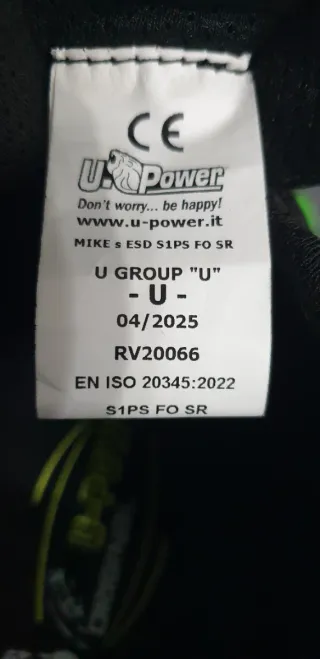 CE
U-Power
Don't worry... be happy!
www.u-power.it
MIKE s ESD S1PS FO SR
U GROUP "U"
- U -
04/2025
RV20066
EN ISO 20345:2022
S1PS FO SR